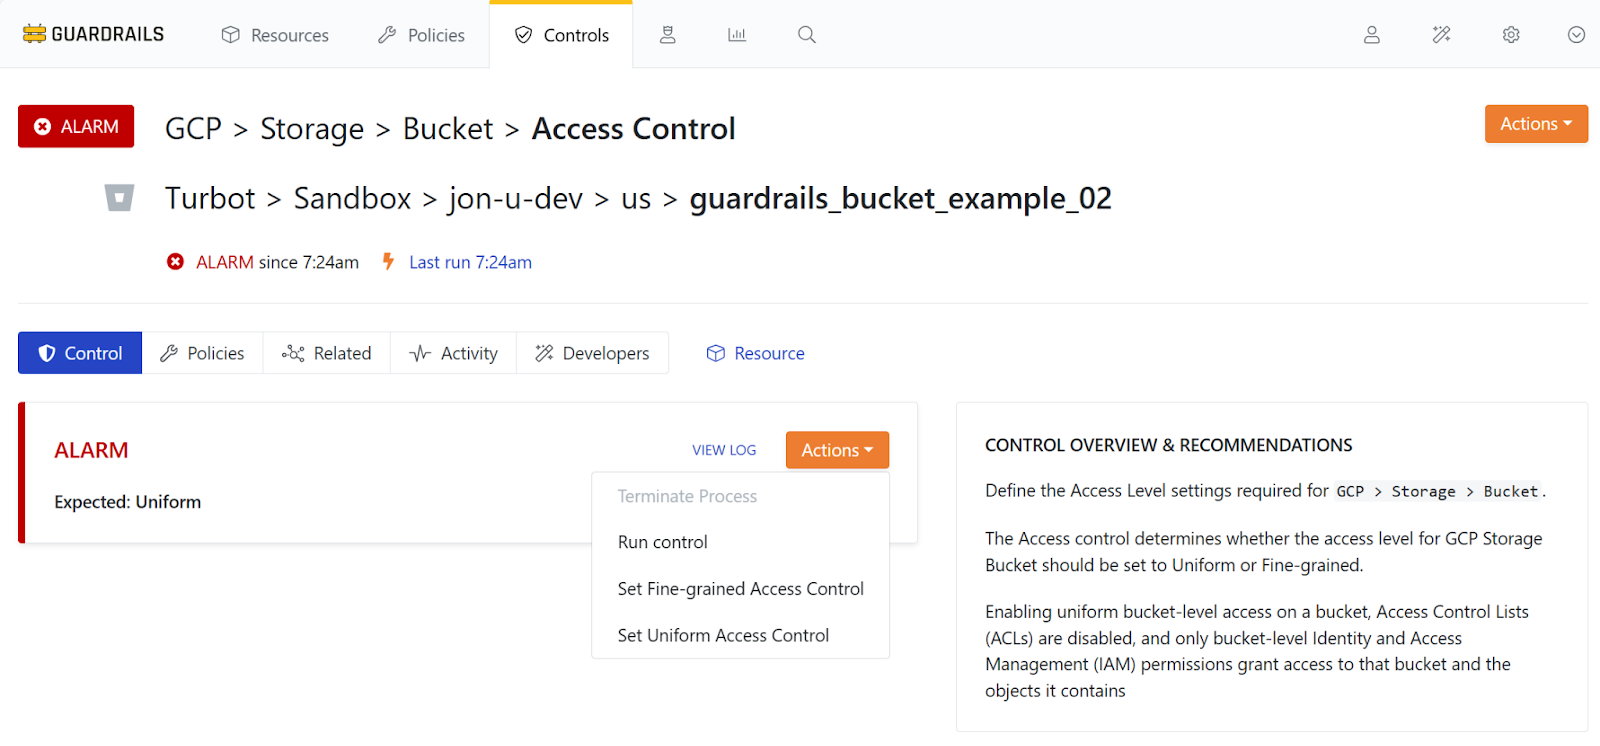 GUARDRAILS Resources Policies Controls
ALARM GCP > Storage > Bucket > Access Control Actions
Turbot > Sandbox > jon-u-dev > us > guardrails_bucket_example_02
ALARM since 7:24am Last run 7:24am
Control Policies Related Activity Developers Resource
ALARM VIEW LOG Actions
Expected: Uniform
Terminate Process
Run control
Set Fine-grained Access Control
Set Uniform Access Control
CONTROL OVERVIEW & RECOMMENDATIONS
Define the Access Level settings required for GCP > Storage > Bucket.
The Access control determines whether the access level for GCP Storage
Bucket should be set to Uniform or Fine-grained.
Enabling uniform bucket-level access on a bucket, Access Control Lists
(ACLs) are disabled, and only bucket-level Identity and Access
Management (IAM) permissions grant access to that bucket and the
objects it contains